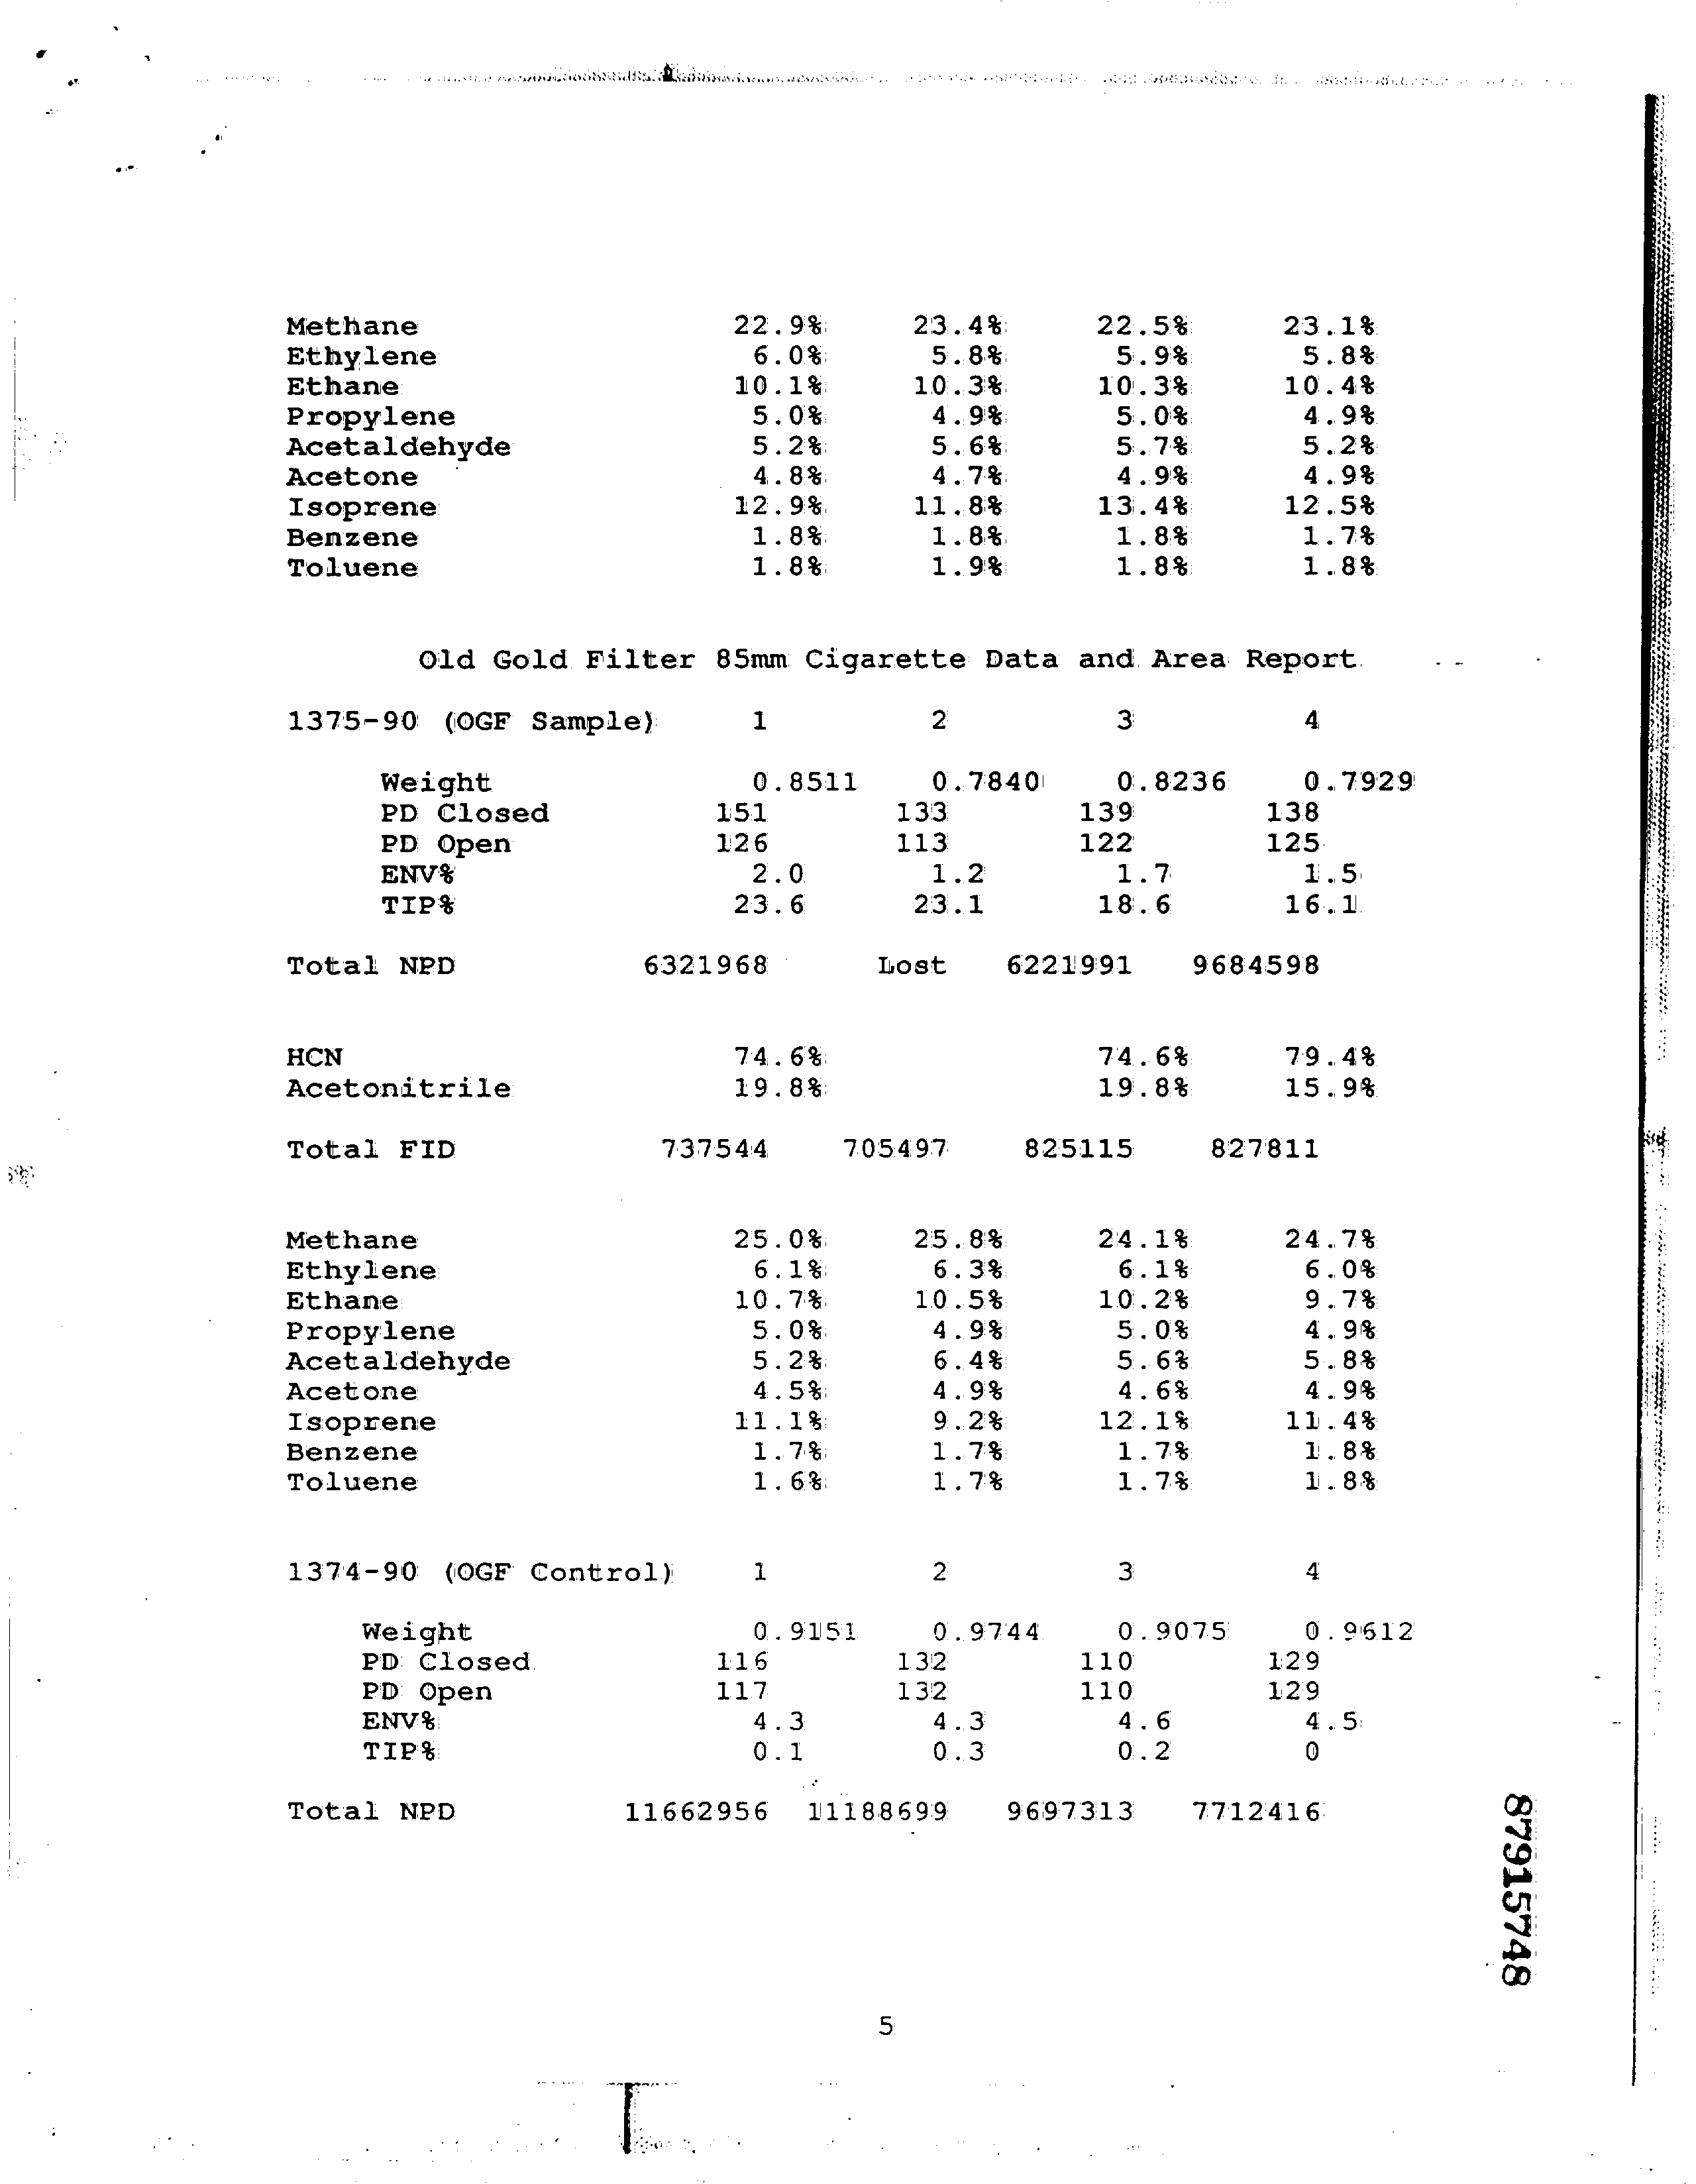 Methane 22.9% 23.4% 22.5% 23.1%
Ethylene 6.0% 5.8% 5.9% 5.8%
Ethane 10.1% 10.3% 10.3% 10.4%
Propylene 5.0% 4.9% 5.0% 4.9%
Acetaldehyde 5.2% 5.6% 5.7% 5.2%
Acetone 4.8% 4.7% 4.9% 4.9%
Isoprene 12.9% 11.8% 13.4% 12.5%
Benzene 1.8% 1.8% 1.8% 1.7%
Toluene 1.8% 1.9% 1.8% 1.8%
Old Gold Filter 85mm Cigarette Data and Area Report
1375-90 (OGF Sample) 1 2 3 4
Weight 0.8511 0.7840 0.8236 0.7929
PD Closed 151 133 139 138
PD Open 126 113 122 125
ENV% 2.0 1.2 1.7 1.5
TIP% 23.6 23.1 18.6 16.1
Total NPD 6321968 Lost 6221991 9684598
HCN 74.6% 74.6% 79.4%
Acetonitrile 19.8% 19.8% 15.9%
Total FID 737544 705497 825115 827811
Methane 25.0% 25.8% 24.1% 24.7%
Ethylene 6.1% 6.3% 6.1% 6.0%
Ethane 10.7% 10.5% 10.2% 9.7%
Propylene 5.0% 4.9% 5.0% 4.9%
Acetaldehyde 5.2% 6.4% 5.6% 5.8%
Acetone 4.5% 4.9% 4.6% 4.9%
Isoprene 11.1% 9.2% 12.1% 11.4%
Benzene 1.7% 1.7% 1.7% 1.8%
Toluene 1.6% 1.7% 1.7% 1.8%
1374-90 (OGF Control) 1 2 3 4
Weight 0.9151 0.9744 0.9075 0.9612
PD Closed 116 132 110 129
PD Open 117 132 110 129
ENV% 4.3 4.3 4.6 4.5
TIP% 0.1 0.3 0.2 0
Total NPD 11662956 11188699 9697313 7712416
87915748
5